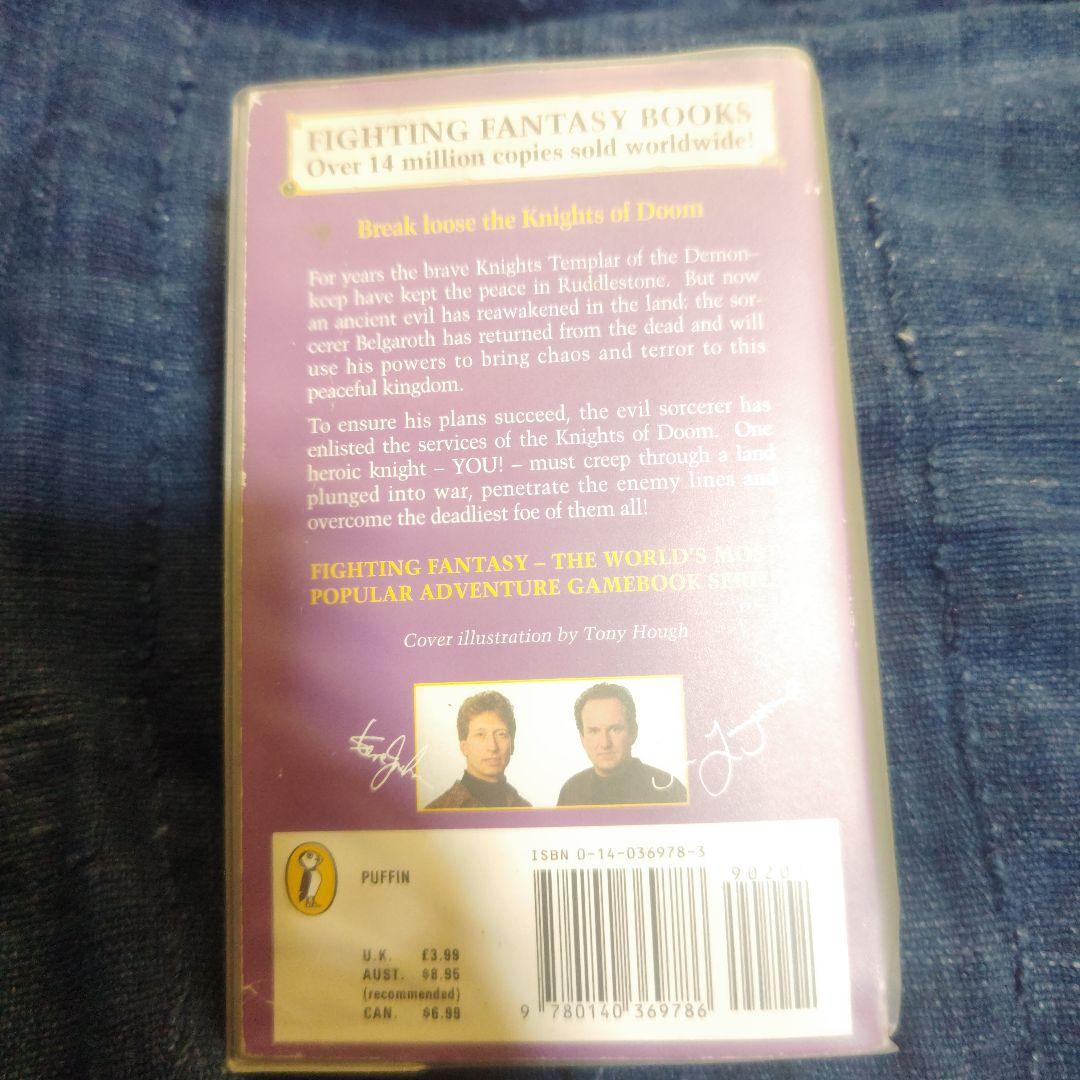 FIGHTING FANTASY BOOKS
Over 14 million copies sold worldwide!
Break loose the Knights of Doom
For years the brave Knights Templar of the Demon-
keep have kept the peace in Ruddlestone. But now
an ancient evil has reawakened in the land: the sor-
cerer Belgaroth has returned from the dead and will
use his powers to bring chaos and terror to this
peaceful kingdom.
To ensure his plans succeed, the evil sorcerer has
enlisted the services of the Knights of Doom. One
heroic knight – YOU! – must creep through a land
plunged into war, penetrate the enemy lines and
overcome the deadliest foe of them all!
FIGHTING FANTASY – THE WORLD'S MOST
POPULAR ADVENTURE GAMEBOOK
Cover illustration by Tony Hough
PUFFIN
U.K. £3.99
AUST. $8.95
(recommended)
CAN. $6.99
ISBN 0-14-036978-3
9020
9 780140 369786